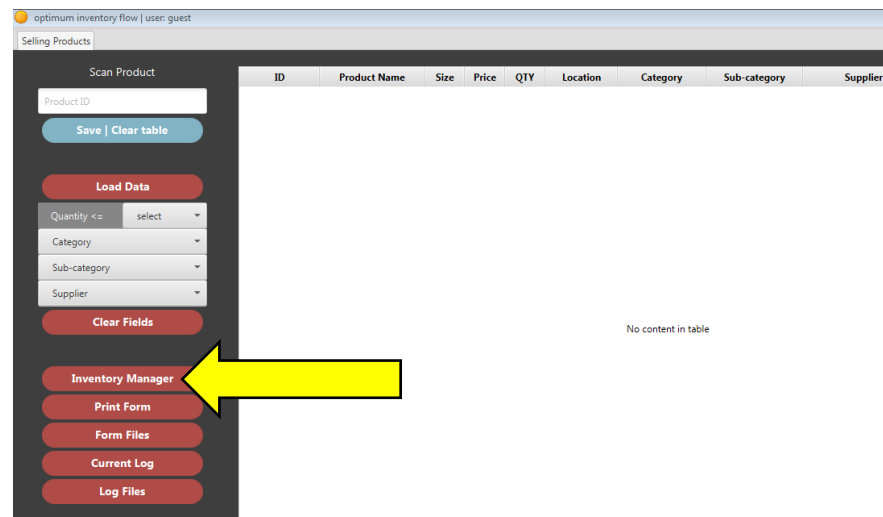 optimum inventory flow | user: guest
Selling Products
Scan Product
Product ID
Save | Clear table
Load Data
Quantity <= select
Category
Sub-category
Supplier
Clear Fields
Inventory Manager
Print Form
Form Files
Current Log
Log Files
ID Product Name Size Price QTY Location Category Sub-category Supplier
No content in table